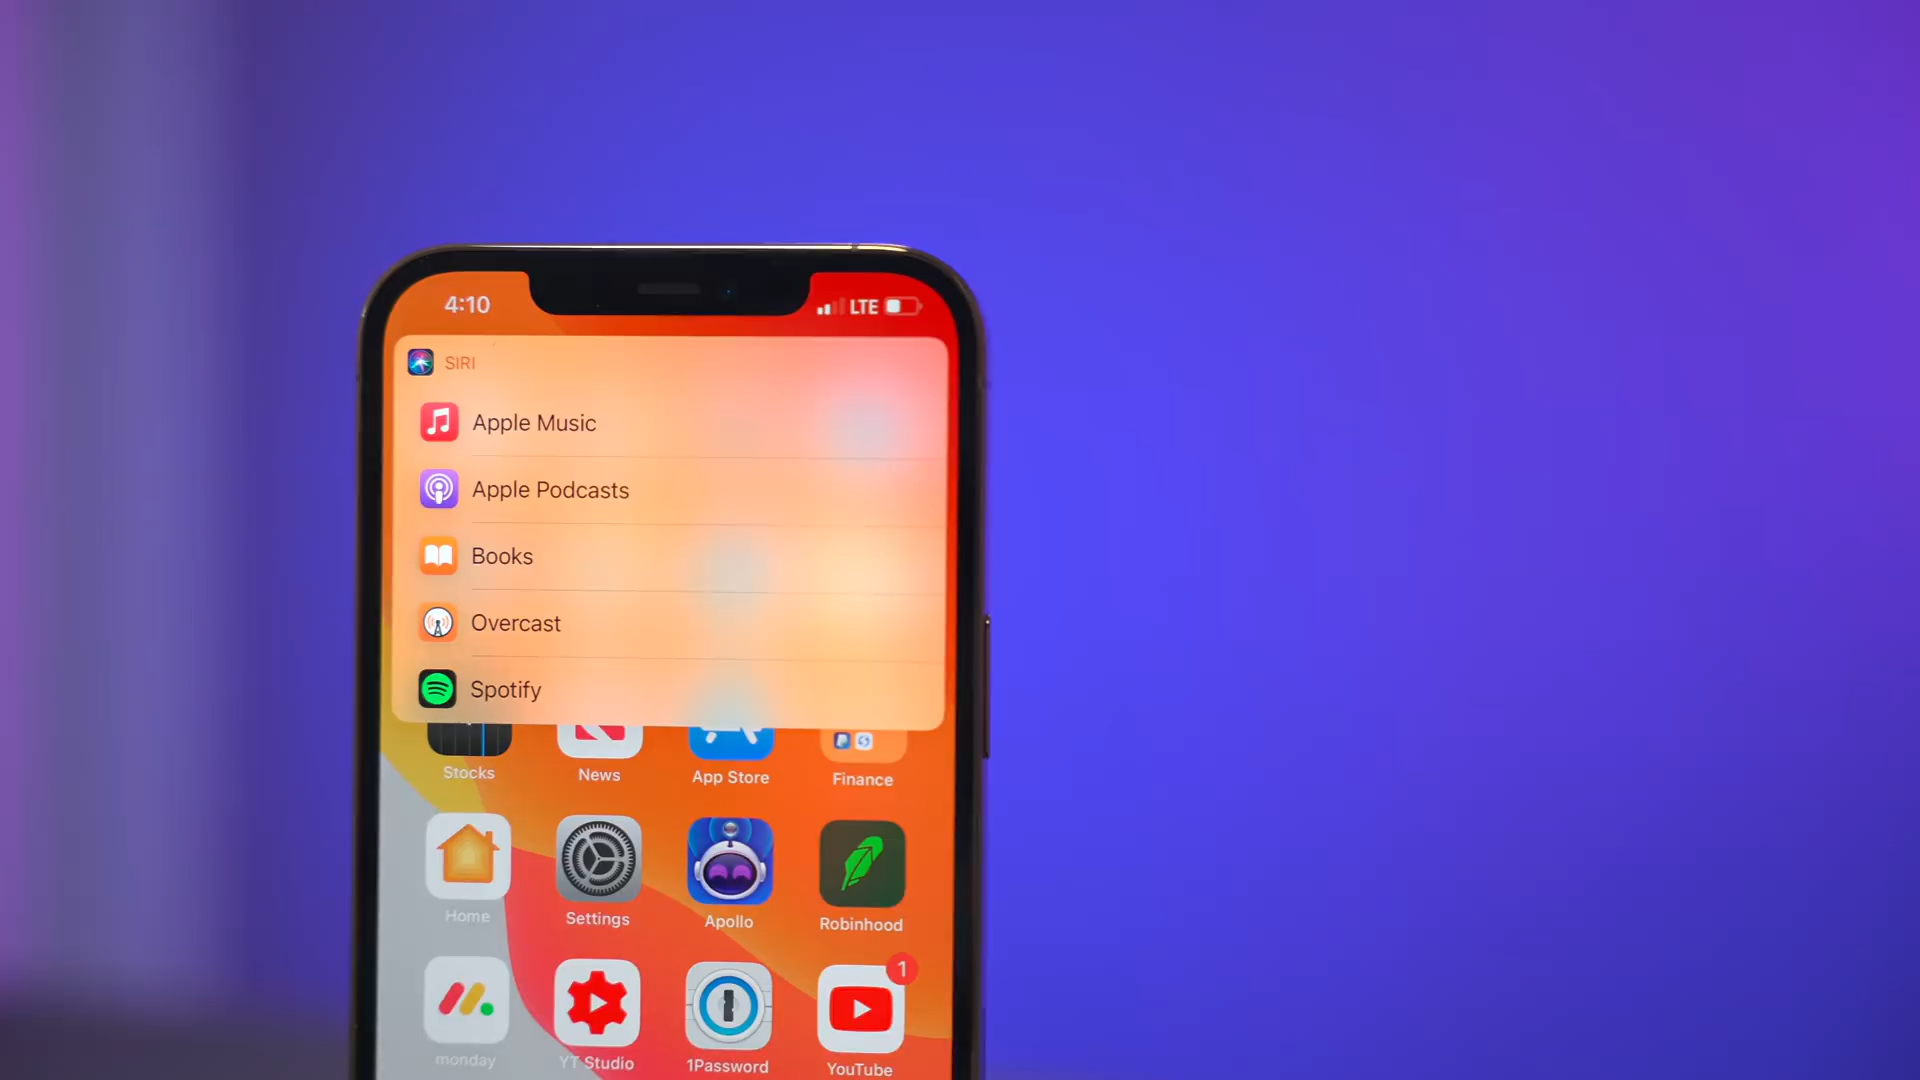 4:10
LTE
SIRI
Apple Music
Apple Podcasts
Books
Overcast
Spotify
Stocks
News
App Store
Finance
Home
Settings
Apollo
Robinhood
1
monday
YT Studio
1Password
YouTube